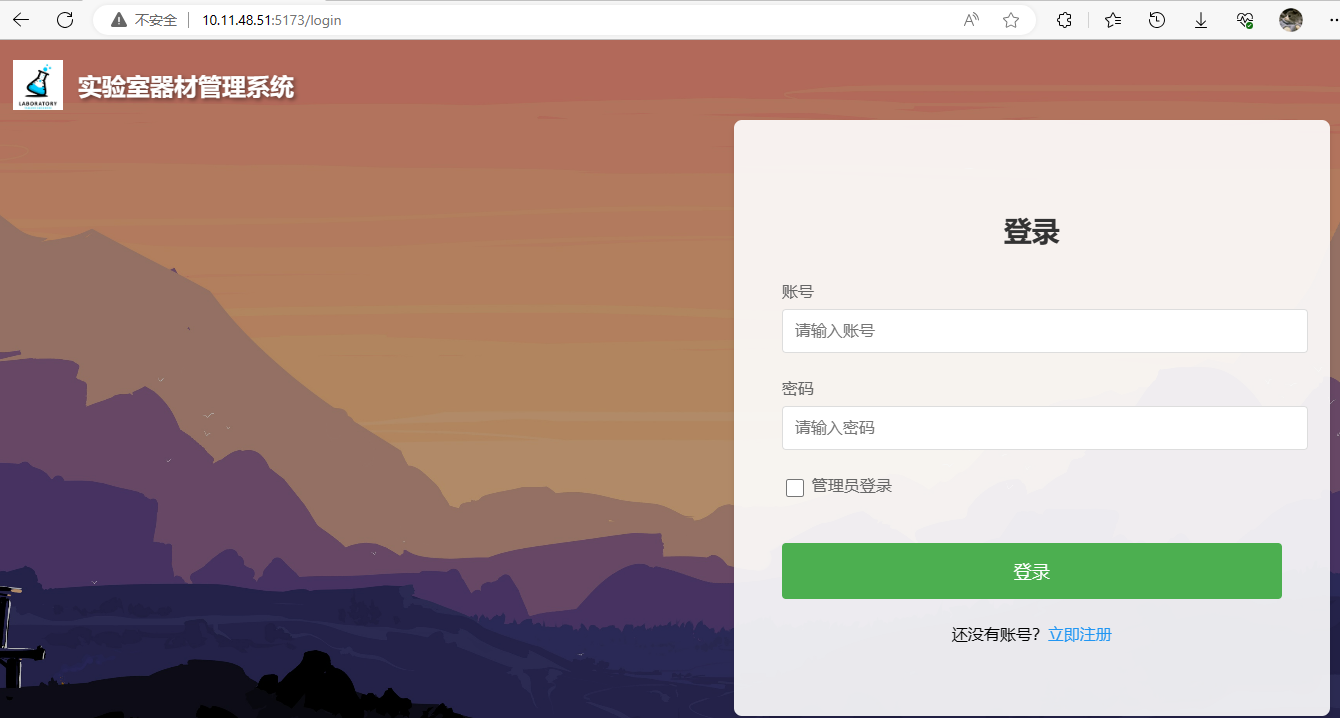 不安全 10.11.48.51:5173/login
LABORATORY
实验室器材管理系统
登录
账号
请输入账号
密码
请输入密码
管理员登录
登录
还没有账号？立即注册